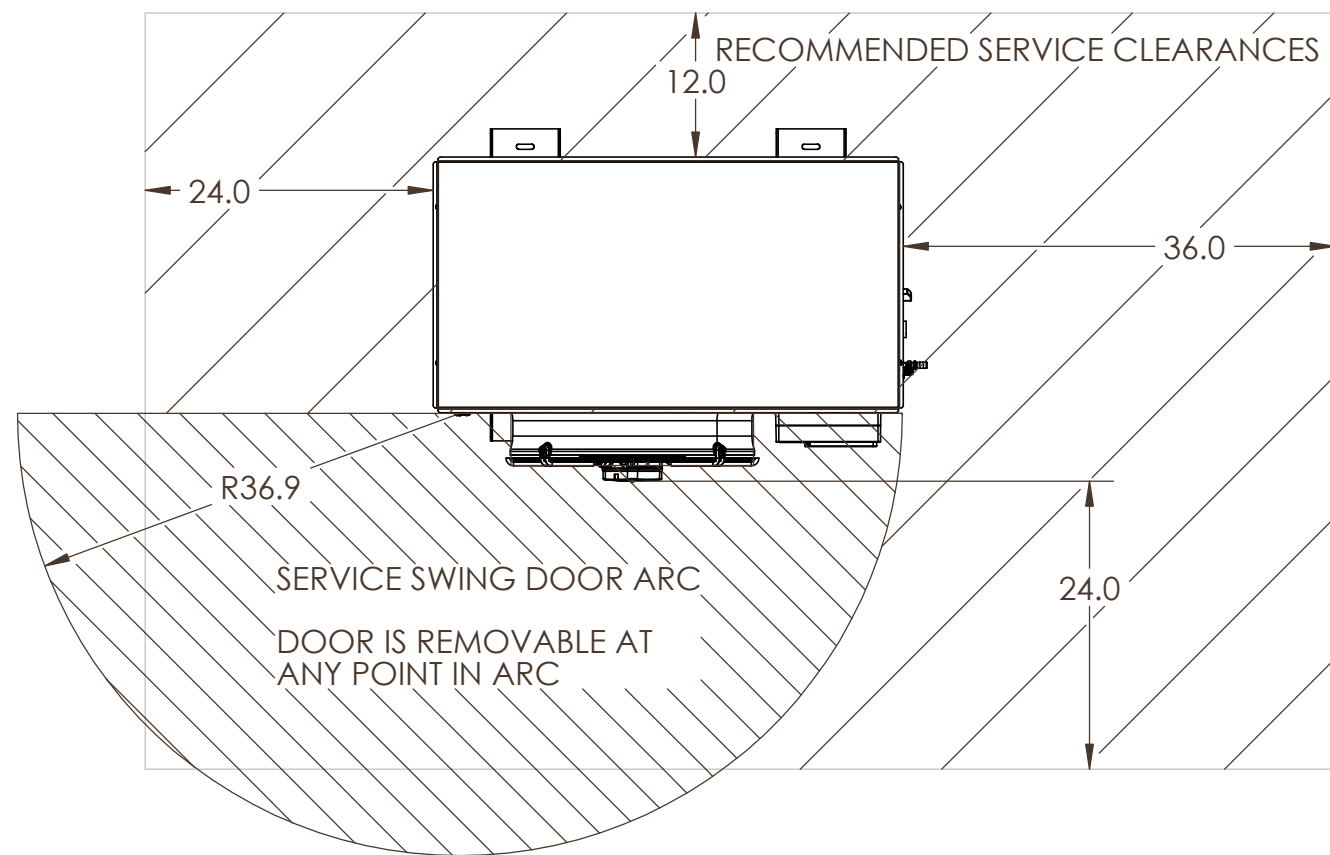 RECOMMENDED SERVICE CLEARANCES
12.0
24.0
36.0
R36.9
SERVICE SWING DOOR ARC
24.0
DOOR IS REMOVABLE AT
ANY POINT IN ARC